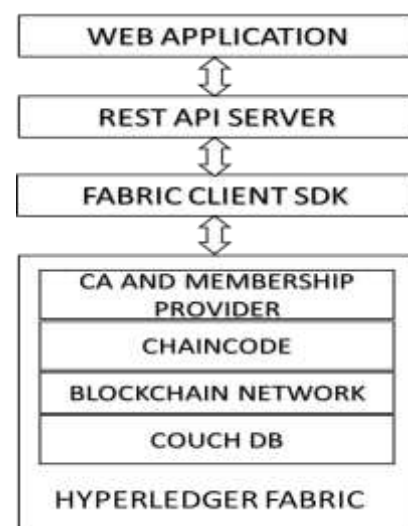 WEB APPLICATION
REST API SERVER
FABRIC CLIENT SDK
CA AND MEMBERSHIP
PROVIDER
CHAINCODE
BLOCKCHAIN NETWORK
COUCH DB
HYPERLEDGER FABRIC